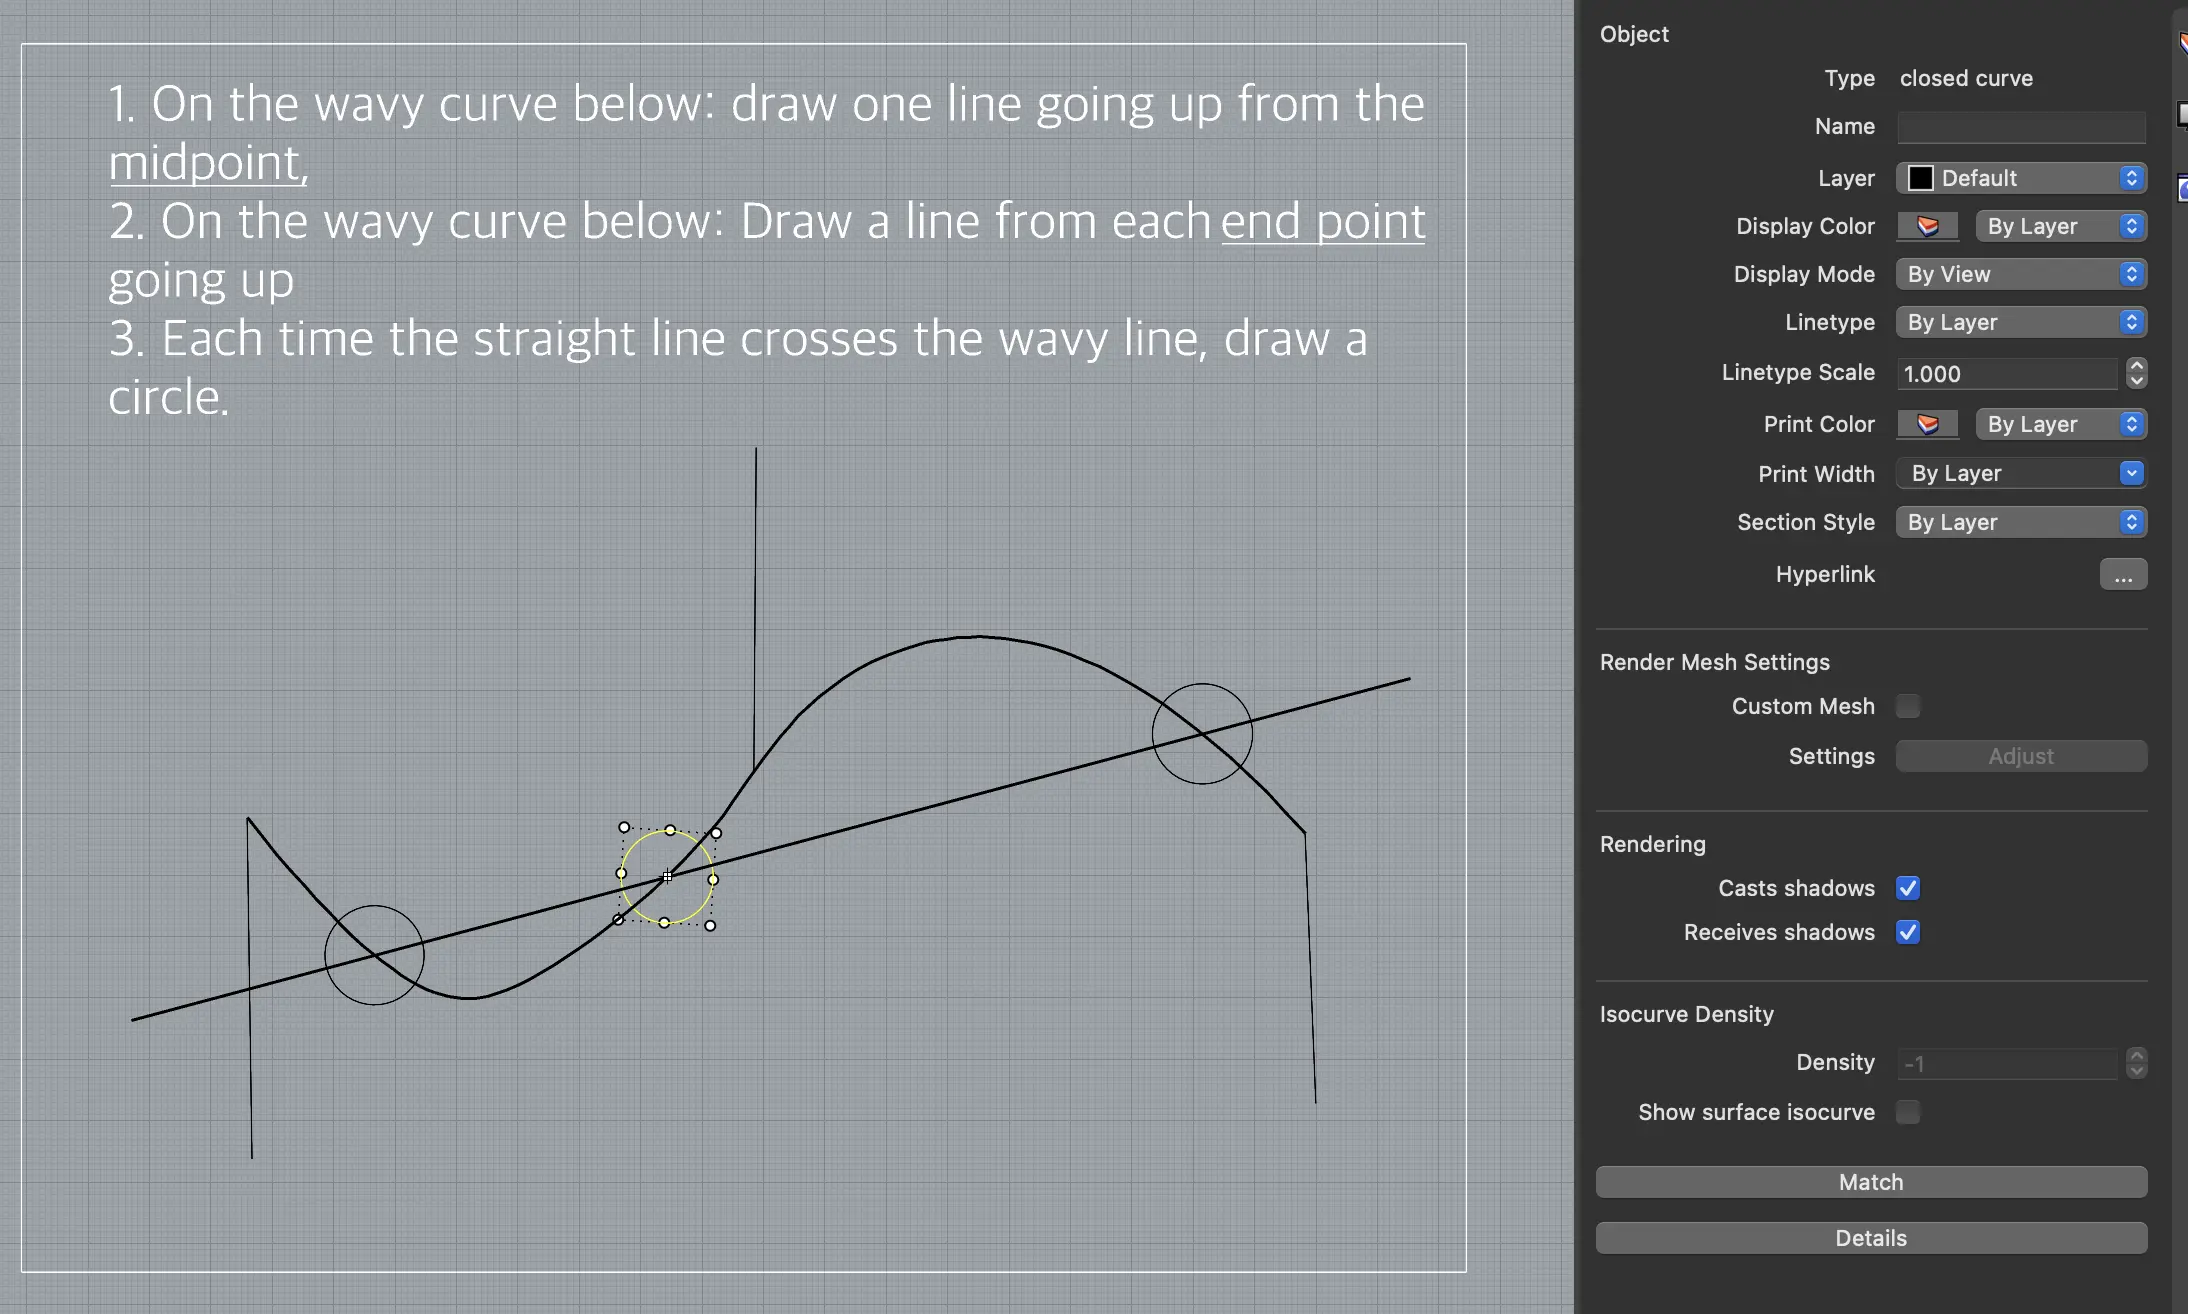 1. On the wavy curve below: draw one line going up from the
midpoint,
2. On the wavy curve below: Draw a line from each end point
going up
3. Each time the straight line crosses the wavy line, draw a
circle.
Object
Type closed curve
Name
Layer Default
Display Color By Layer
Display Mode By View
Linetype By Layer
Linetype Scale 1.000
Print Color By Layer
Print Width By Layer
Section Style By Layer
Hyperlink ...
Render Mesh Settings
Custom Mesh
Settings Adjust
Rendering
Casts shadows
Receives shadows
Isocurve Density
Density -1
Show surface isocurve
Match
Details